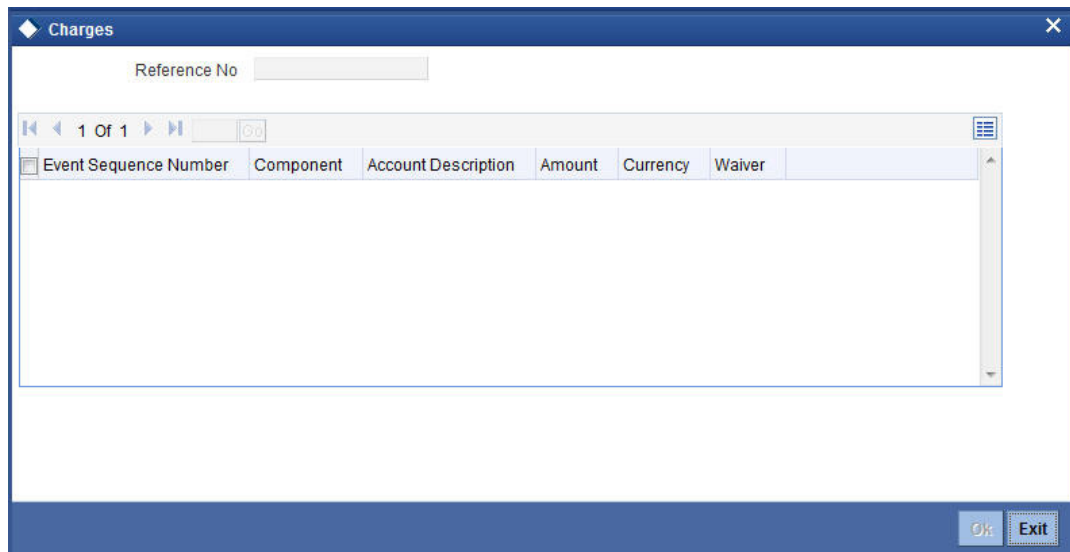 Charges
Reference No
1 Of 1 Go
Event Sequence Number Component Account Description Amount Currency Waiver
Ok Exit